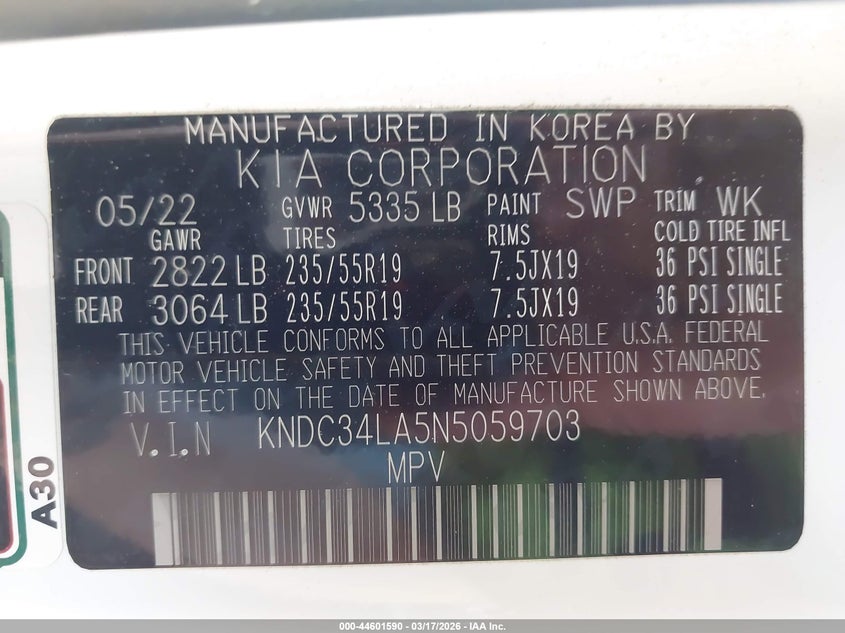 MANUFACTURED IN KOREA BY
KIA CORPORATION
05/22 GVWR 5335 LB PAINT SWP TRIM WK
GAWR TIRES RIMS COLD TIRE INFL
FRONT 2822 LB 235/55R19 7.5JX19 36 PSI SINGLE
REAR 3064 LB 235/55R19 7.5JX19 36 PSI SINGLE
THIS VEHICLE CONFORMS TO ALL APPLICABLE U.S.A. FEDERAL
MOTOR VEHICLE SAFETY AND THEFT PREVENTION STANDARDS
IN EFFECT ON THE DATE OF MANUFACTURE SHOWN ABOVE.
V.I.N KNDC34LA5N5059703
MPV
A30
000-44601590 - 03/17/2026 - IAA Inc.